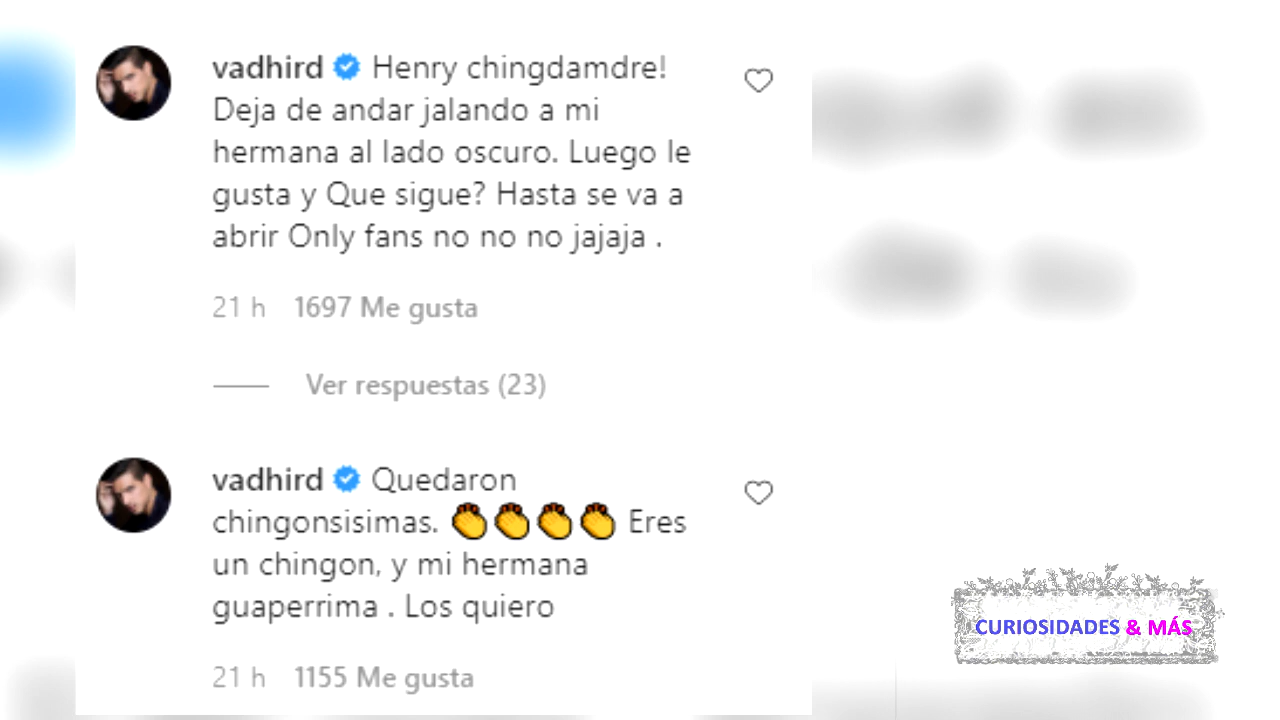 vadhird Henry chingdamdre!
Deja de andar jalando a mi
hermana al lado oscuro. Luego le
gusta y Que sigue? Hasta se va a
abrir Only fans no no no jajaja .
21 h 1697 Me gusta
Ver respuestas (23)
vadhird Quedaron
chingonsisimas. 👏👏👏👏 Eres
un chingon, y mi hermana
guaperrima . Los quiero
21 h 1155 Me gusta
CURIOSIDADES & MÁS